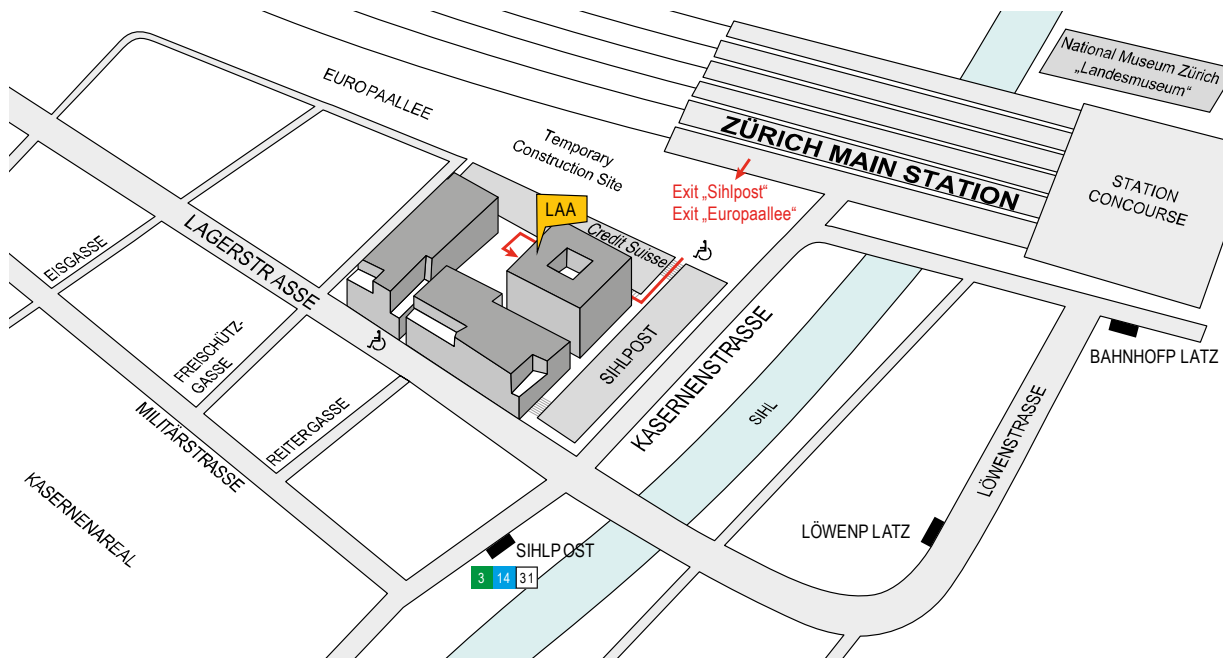 National Museum Zürich
„Landesmuseum“
EUROPAALLEE
Temporary
Construction Site
ZÜRICH MAIN STATION
STATION
CONCOURSE
Exit „Sihlpost“
Exit „Europaallee“
LAA
Credit Suisse
LAGERSTRASSE
EISGASSE
FREISCHÜTZ-
GASSE
SIHLPOST
KASERNENSTRASSE
BAHNHOFP LATZ
SIHL
REITERGASSE
MILITÄRSTRASSE
LÖWENSTRASSE
KASERNENAREAL
LÖWENP LATZ
SIHLPOST
3 14 31